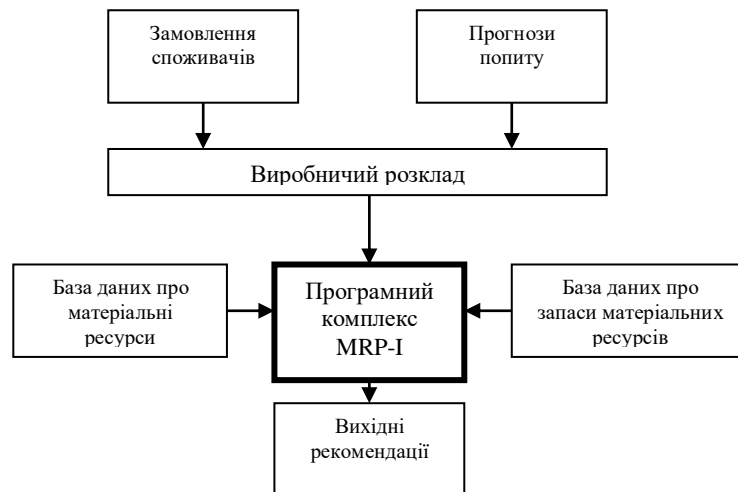 Замовлення
споживачів
Прогнози
попиту
Виробничий розклад
База даних про
матеріальні
ресурси
Програмний
комплекс
MRP-I
База даних про
запаси матеріальних
ресурсів
Вихідні
рекомендації